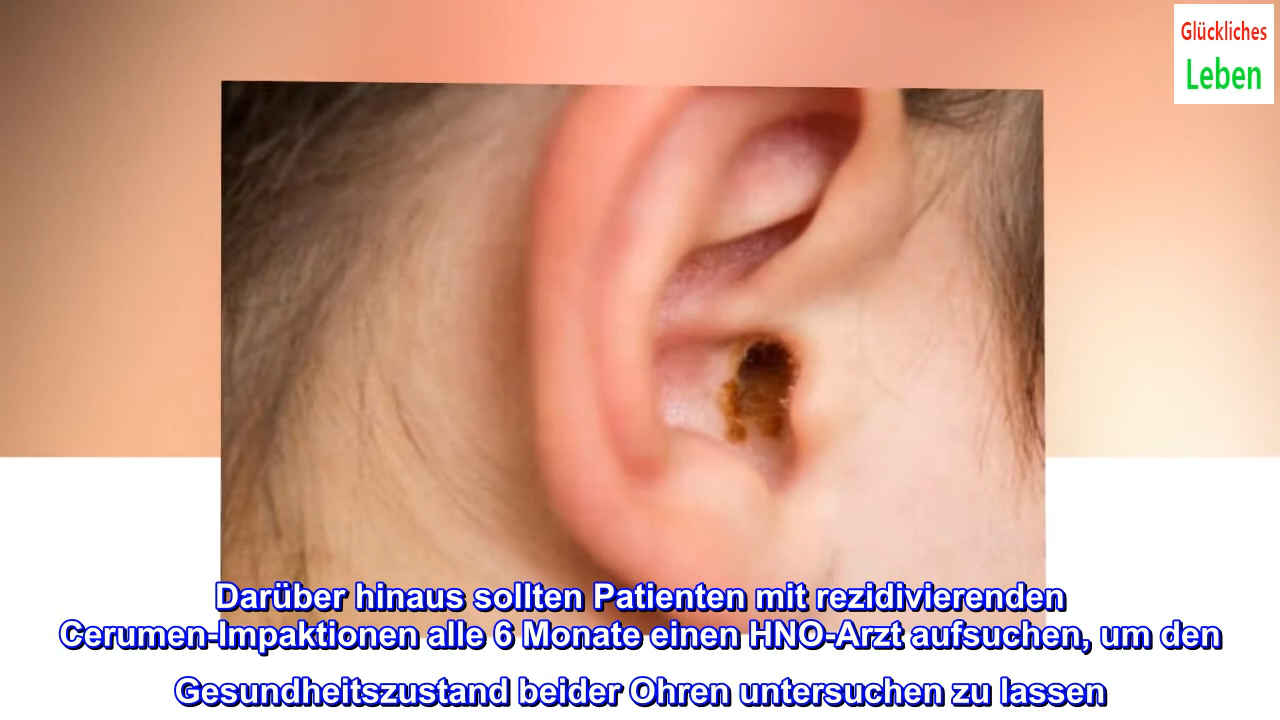 Glückliches
Leben
Darüber hinaus sollten Patienten mit rezidivierenden
Cerumen-Impaktionen alle 6 Monate einen HNO-Arzt aufsuchen, um den
Gesundheitszustand beider Ohren untersuchen zu lassen